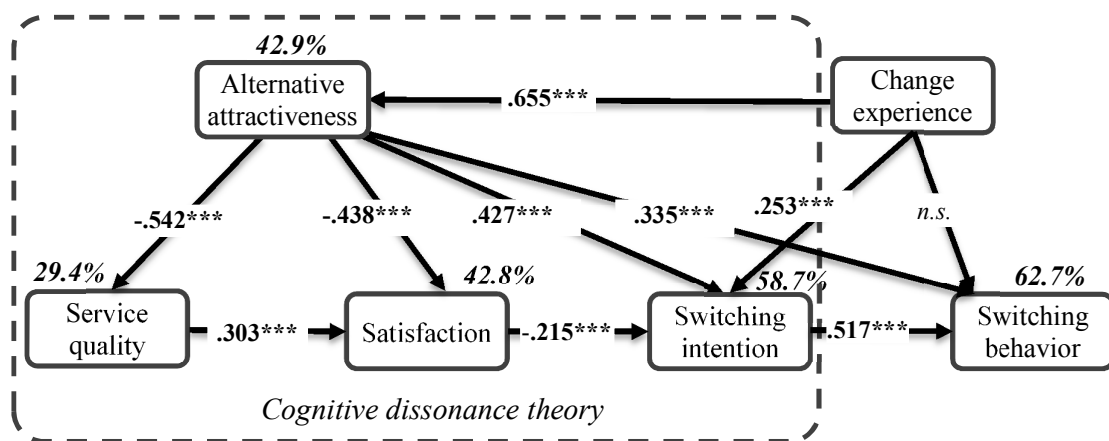 42.9%
Alternative
attractiveness
Change
experience
.655***
-.542***
-.438***
.427***
.335***
.253***
n.s.
29.4%
42.8%
58.7%
62.7%
Service
quality
.303***
Satisfaction
-.215***
Switching
intention
.517***
Switching
behavior
Cognitive dissonance theory